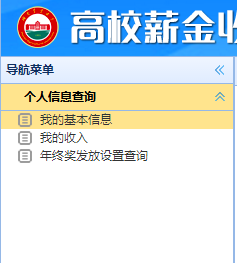 高校薪金收
导航菜单
个人信息查询
我的基本信息
我的收入
年终奖发放设置查询